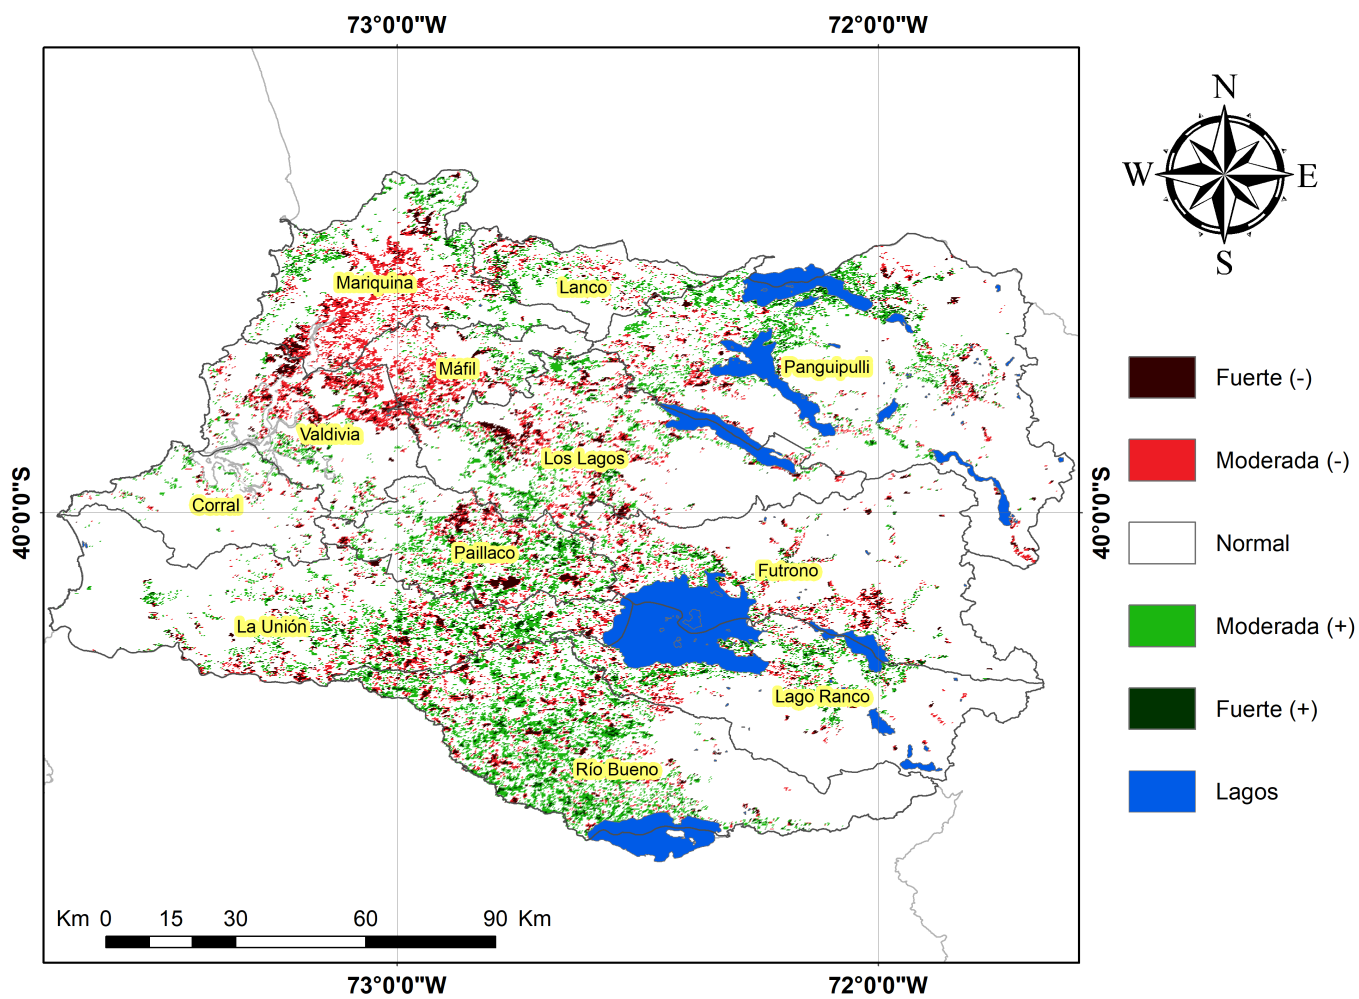 73°0'0"W 72°0'0"W
N
W E
S
Mariquina
Lanco
Máfil
Panguipulli
Valdivia
Los Lagos
Corral
40°0'0"S 40°0'0"S
Paillaco
Futrono
La Unión
Lago Ranco
Río Bueno
Fuerte (-)
Moderada (-)
Normal
Moderada (+)
Fuerte (+)
Lagos
Km 0 15 30 60 90 Km
73°0'0"W 72°0'0"W